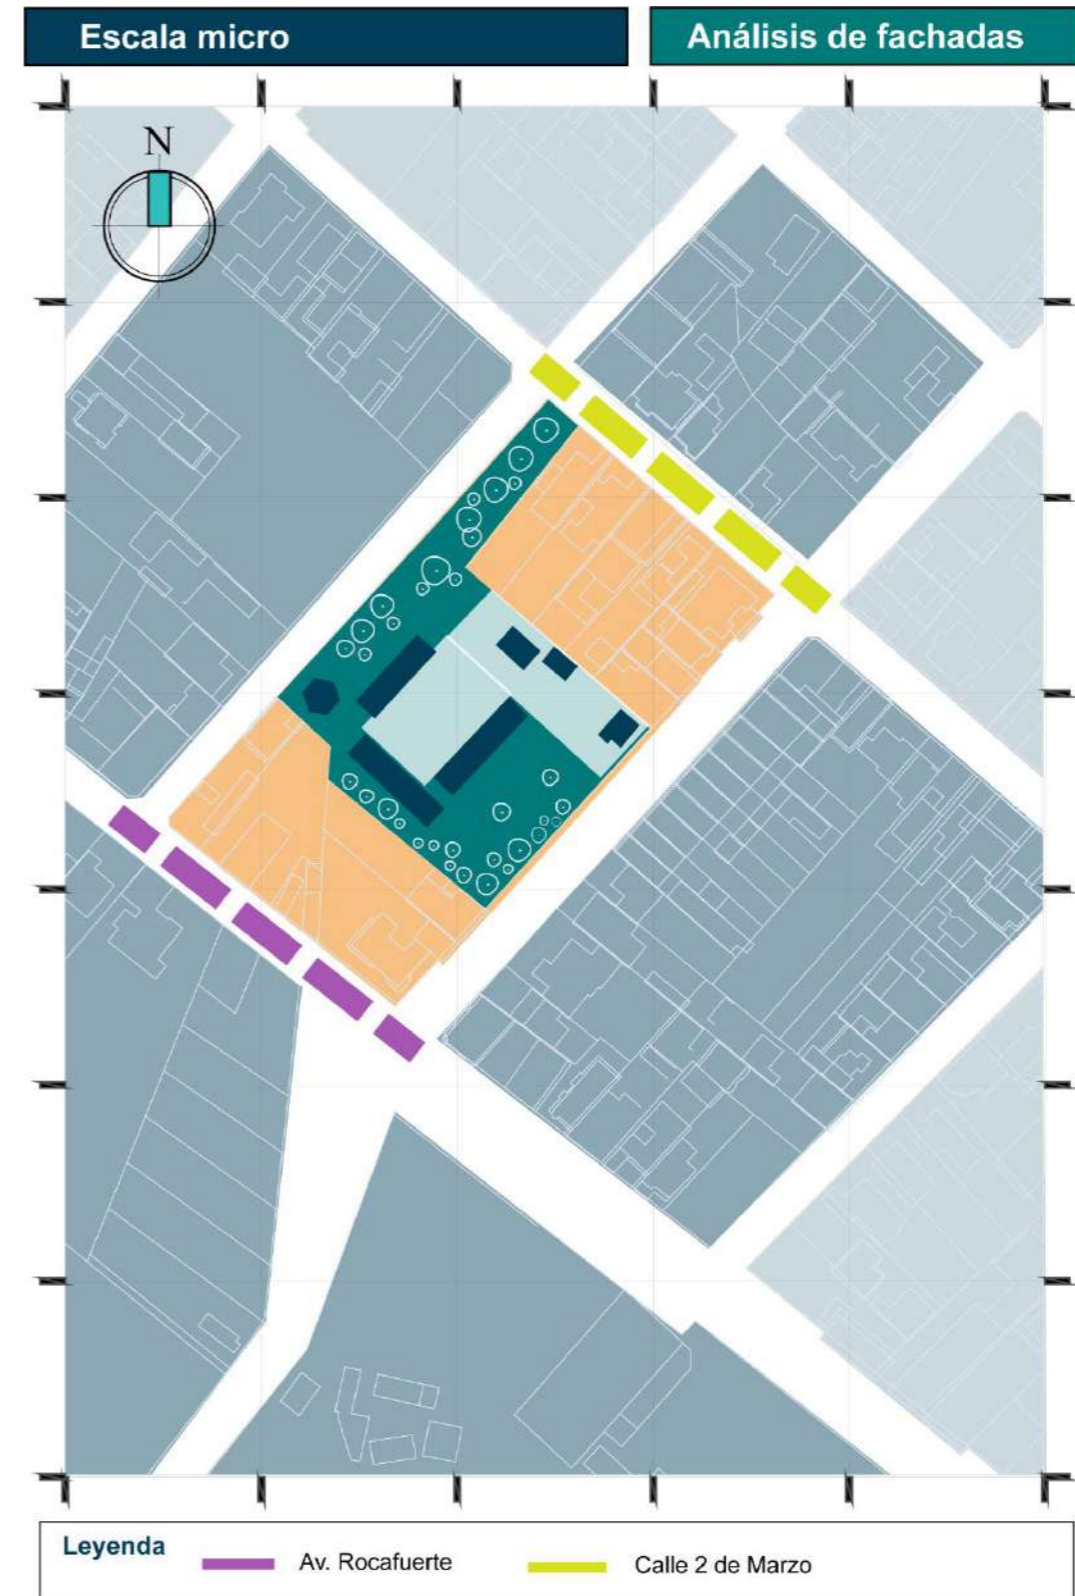 Escala micro
Análisis de fachadas
N
Leyenda
Av. Rocafuerte
Calle 2 de Marzo